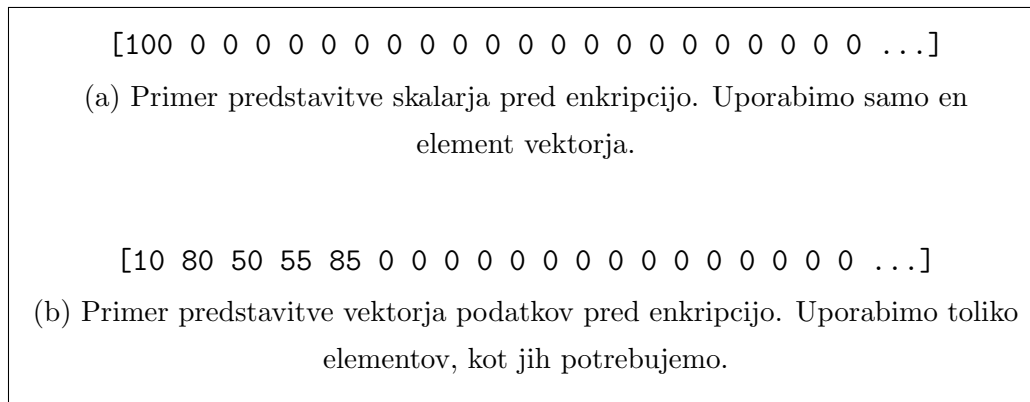 [100 0 0 0 0 0 0 0 0 0 0 0 0 0 0 0 0 0 0 0 0 0 ...]
(a) Primer predstavitve skalarja pred enkripcijo. Uporabimo samo en
element vektorja.
[10 80 50 55 85 0 0 0 0 0 0 0 0 0 0 0 0 0 0 0 ...]
(b) Primer predstavitve vektorja podatkov pred enkripcijo. Uporabimo toliko
elementov, kot jih potrebujemo.